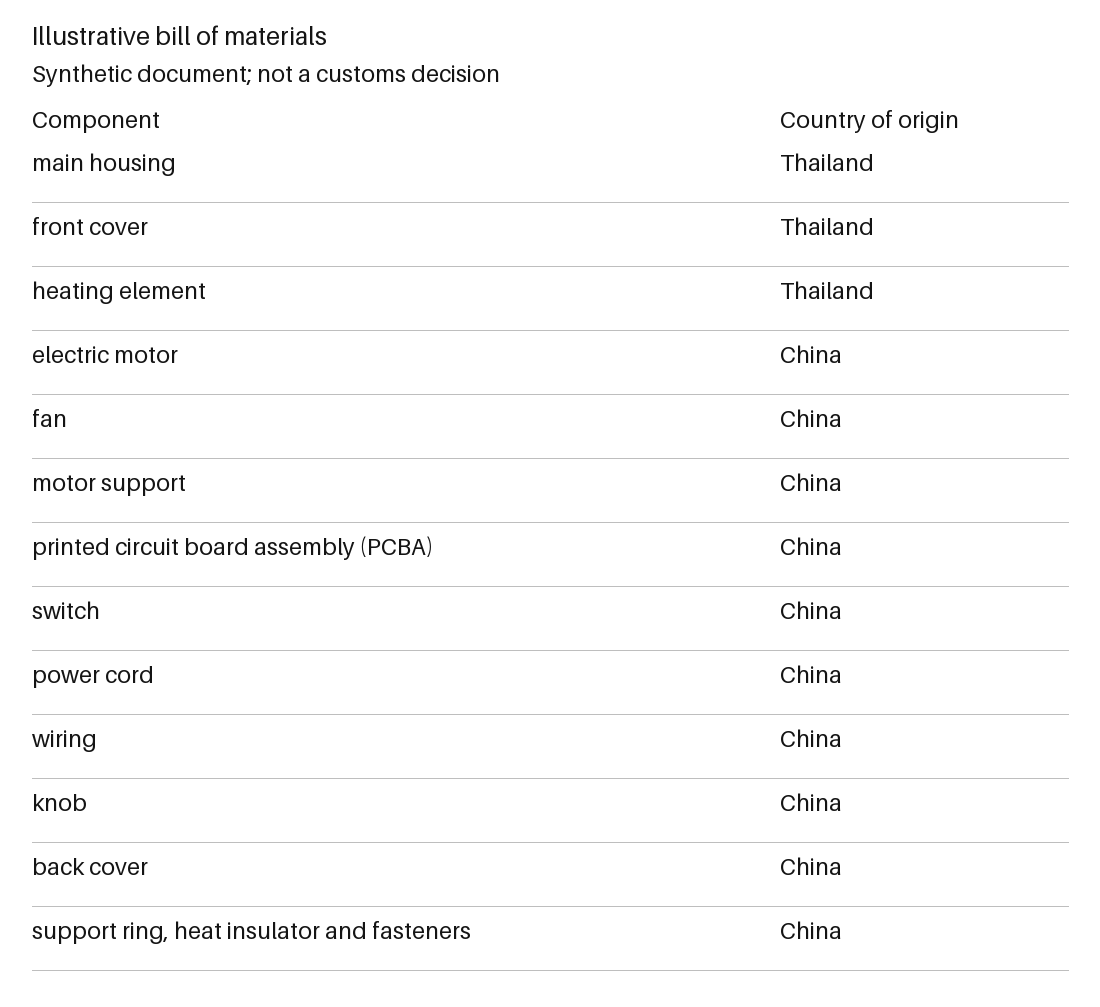 Illustrative bill of materials
Synthetic document; not a customs decision
Component Country of origin
main housing Thailand
front cover Thailand
heating element Thailand
electric motor China
fan China
motor support China
printed circuit board assembly (PCBA) China
switch China
power cord China
wiring China
knob China
back cover China
support ring, heat insulator and fasteners China